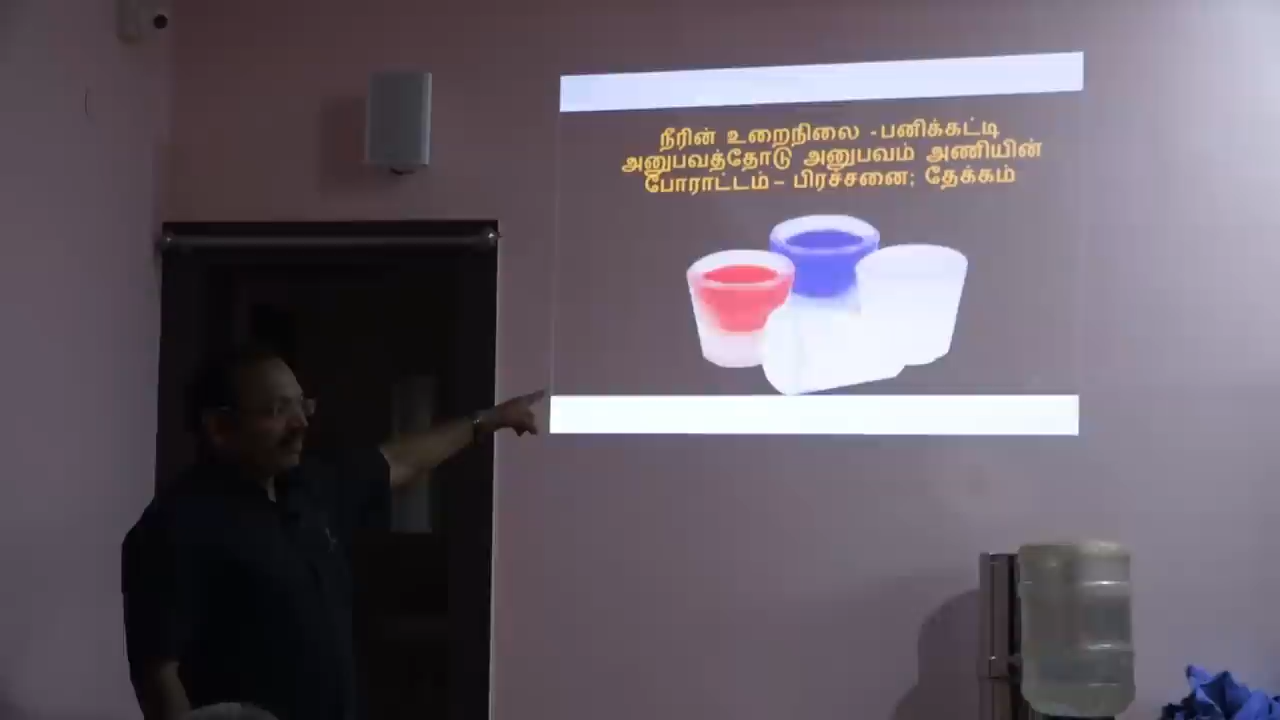 நீரின் உறைநிலை -பனிக்கட்டி
அனுபவத்தோடு அனுபவம் அணியின்
போராட்டம் – பிரச்சனை; தேக்கம்